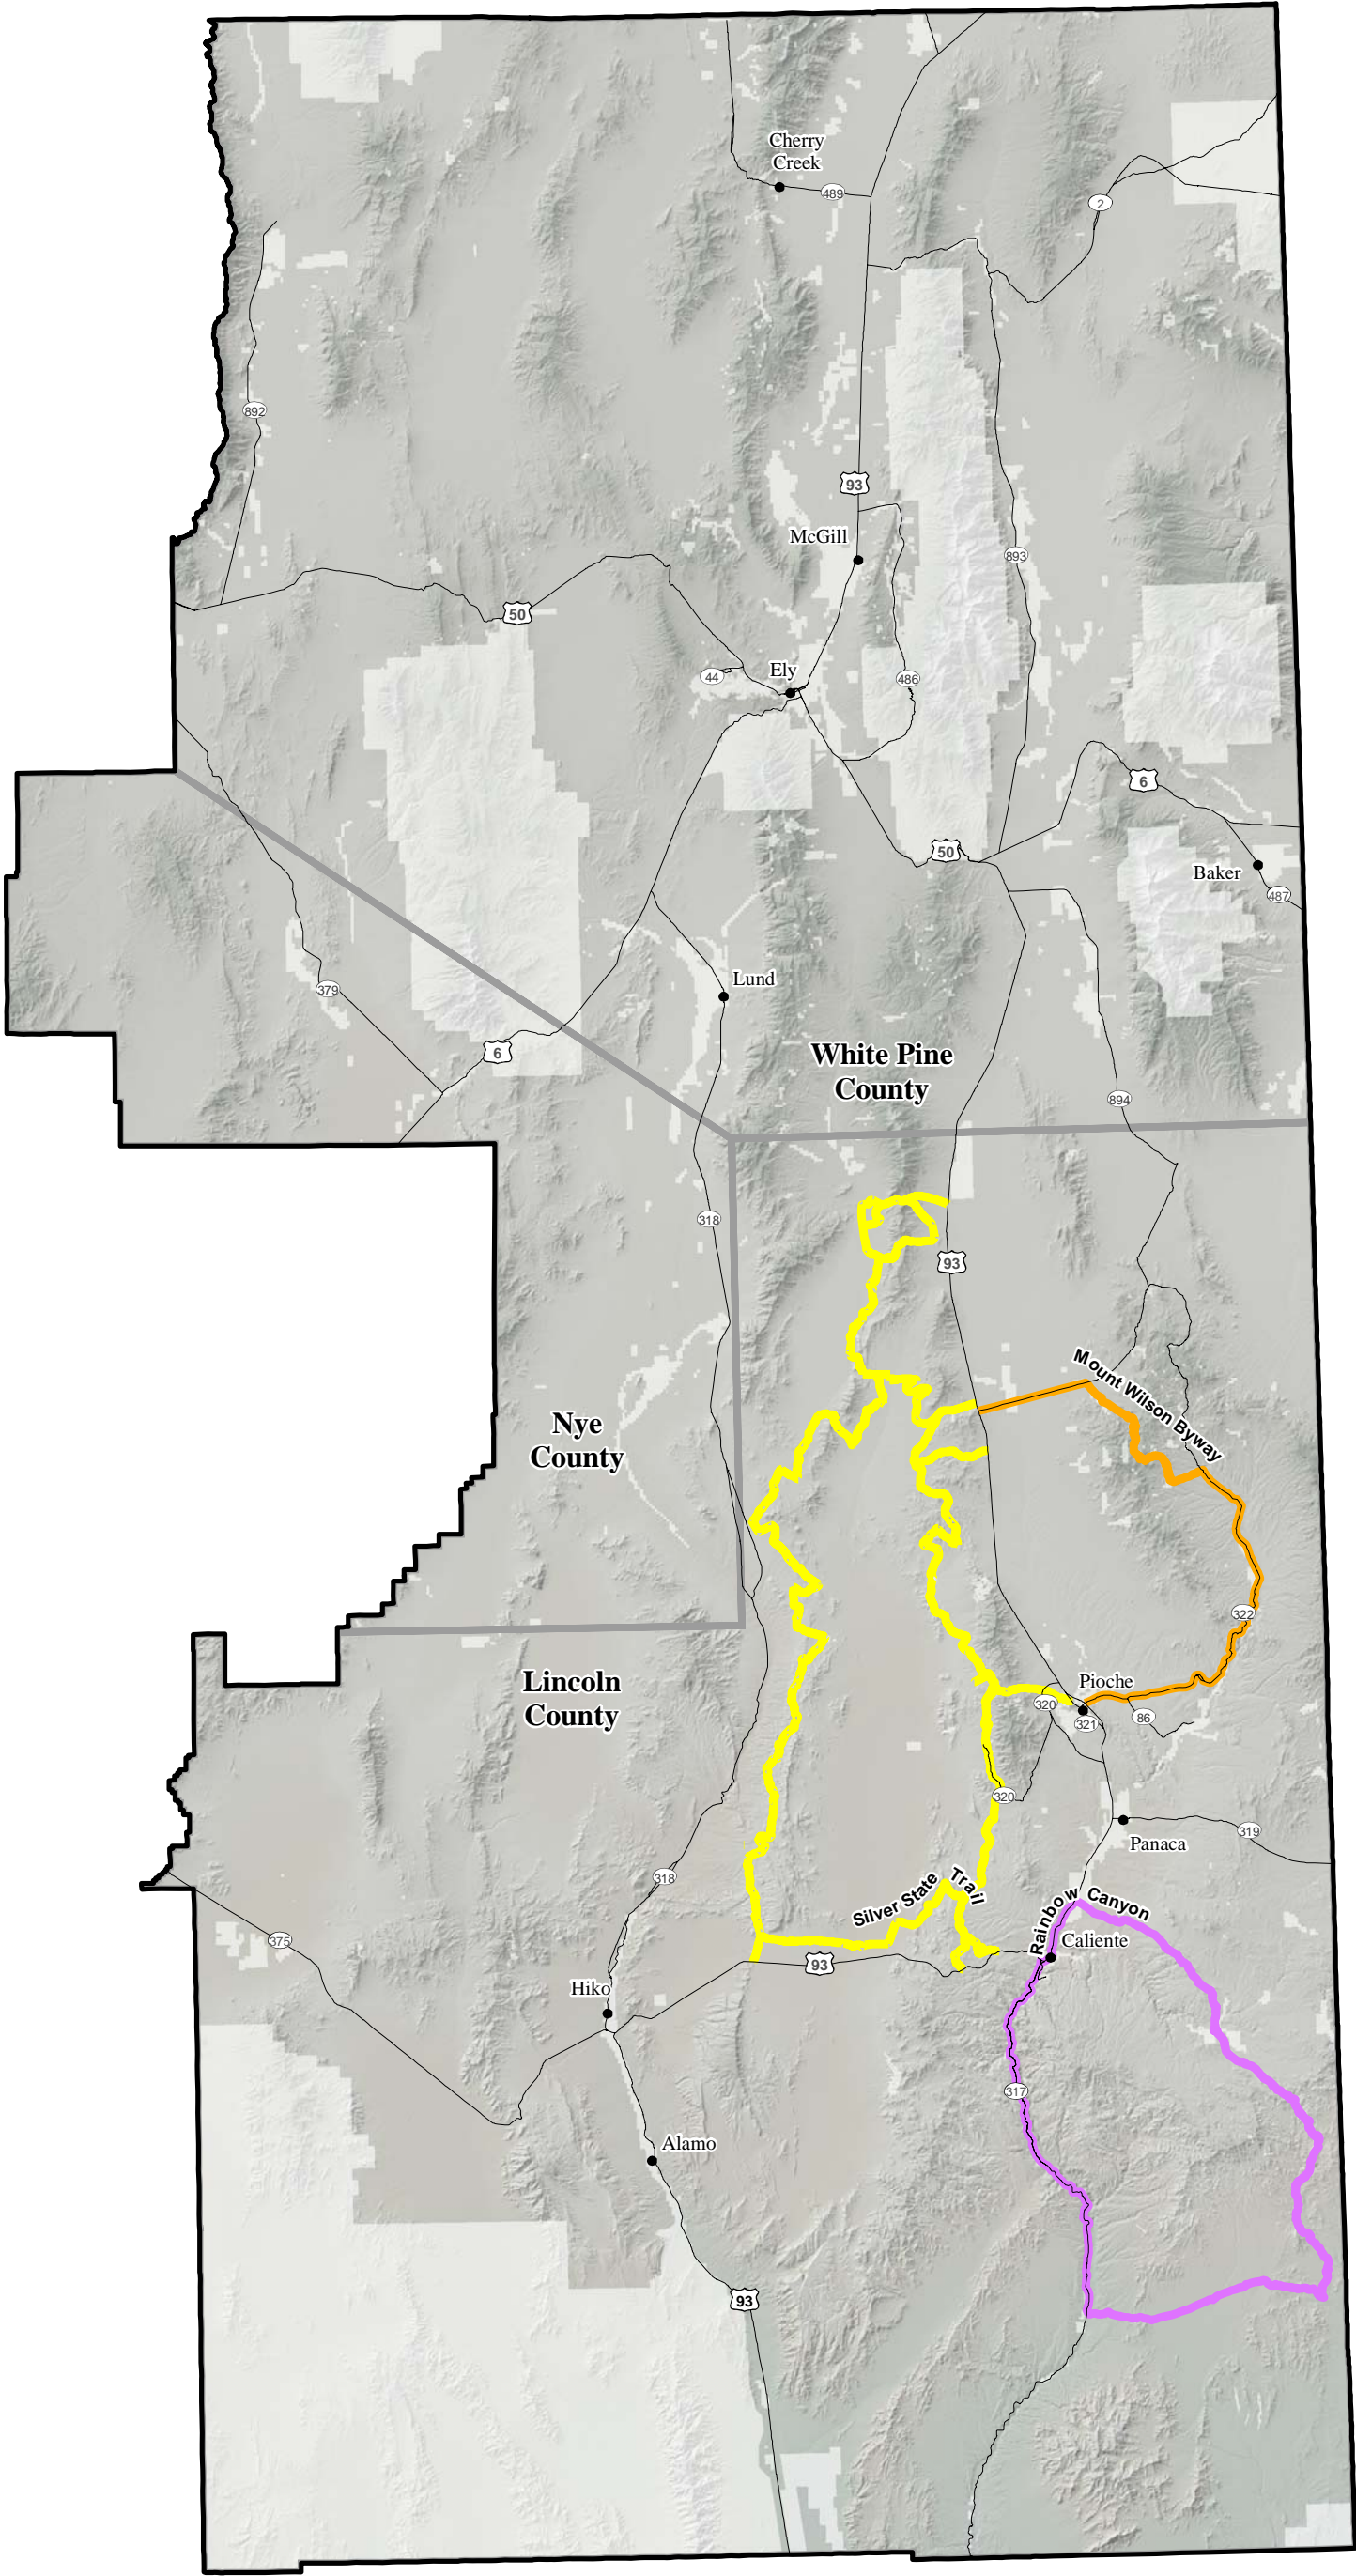 Cherry
Creek
489
2
892
93
McGill
893
50
Ely
44
486
6
50
Baker
487
Lund
379
6
White Pine
County
894
318
93
Mount Wilson Byway
Nye
County
322
Lincoln
County
Pioche
320
321
86
320
319
Panaca
318
Silver State Trail
Rainbow Canyon
375
Caliente
93
Hiko
317
Alamo
93